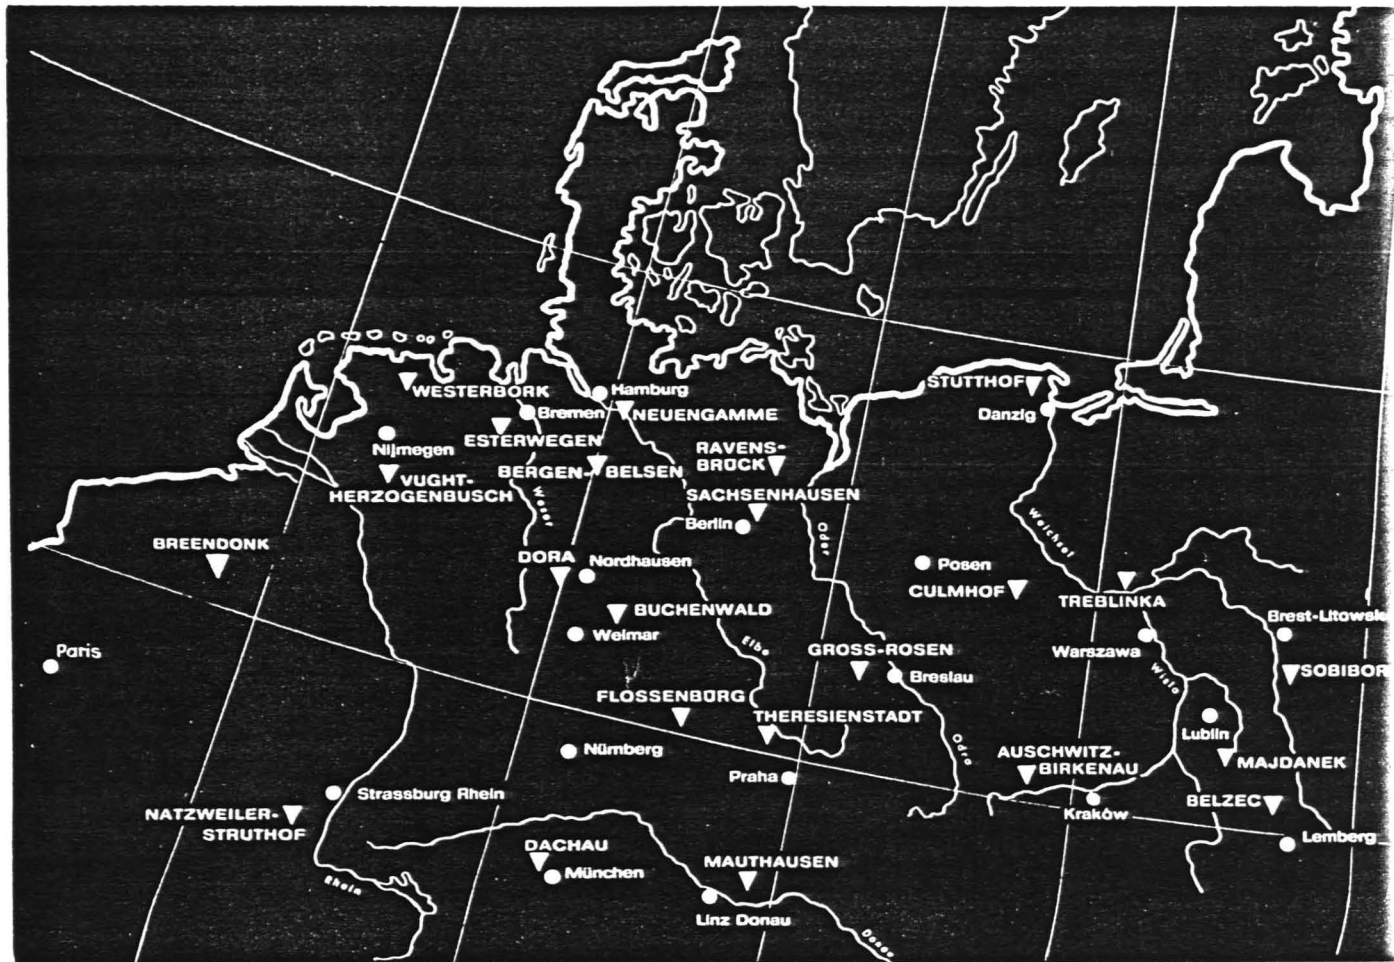 WESTERBORK
Hamburg
STUTTHOF
Bremen
NEUENGAMME
Danzig
Nijmegen
ESTERWEGEN
RAVENS-
BRÜCK
BERGEN-BELSEN
VUGHT-
HERZOGENBUSCH
SACHSENHAUSEN
Weser
Berlin
Oder
Weichsel
BREENDONK
DORA
Nordhausen
Posen
CULMHOF
TREBLINKA
BUCHENWALD
Brest-Litowsk
Weimar
Elbe
Warszawa
Paris
GROSS-ROSEN
Breslau
Wisla
SOBIBOR
FLOSSENBÜRG
THERESIENSTADT
Lublin
Nürnberg
Odra
AUSCHWITZ-
BIRKENAU
MAJDANEK
Praha
Strassburg Rhein
NATZWEILER-
STRUTHOF
Kraków
BELZEC
Lemberg
DACHAU
München
MAUTHAUSEN
Rhein
Linz Donau
Donau